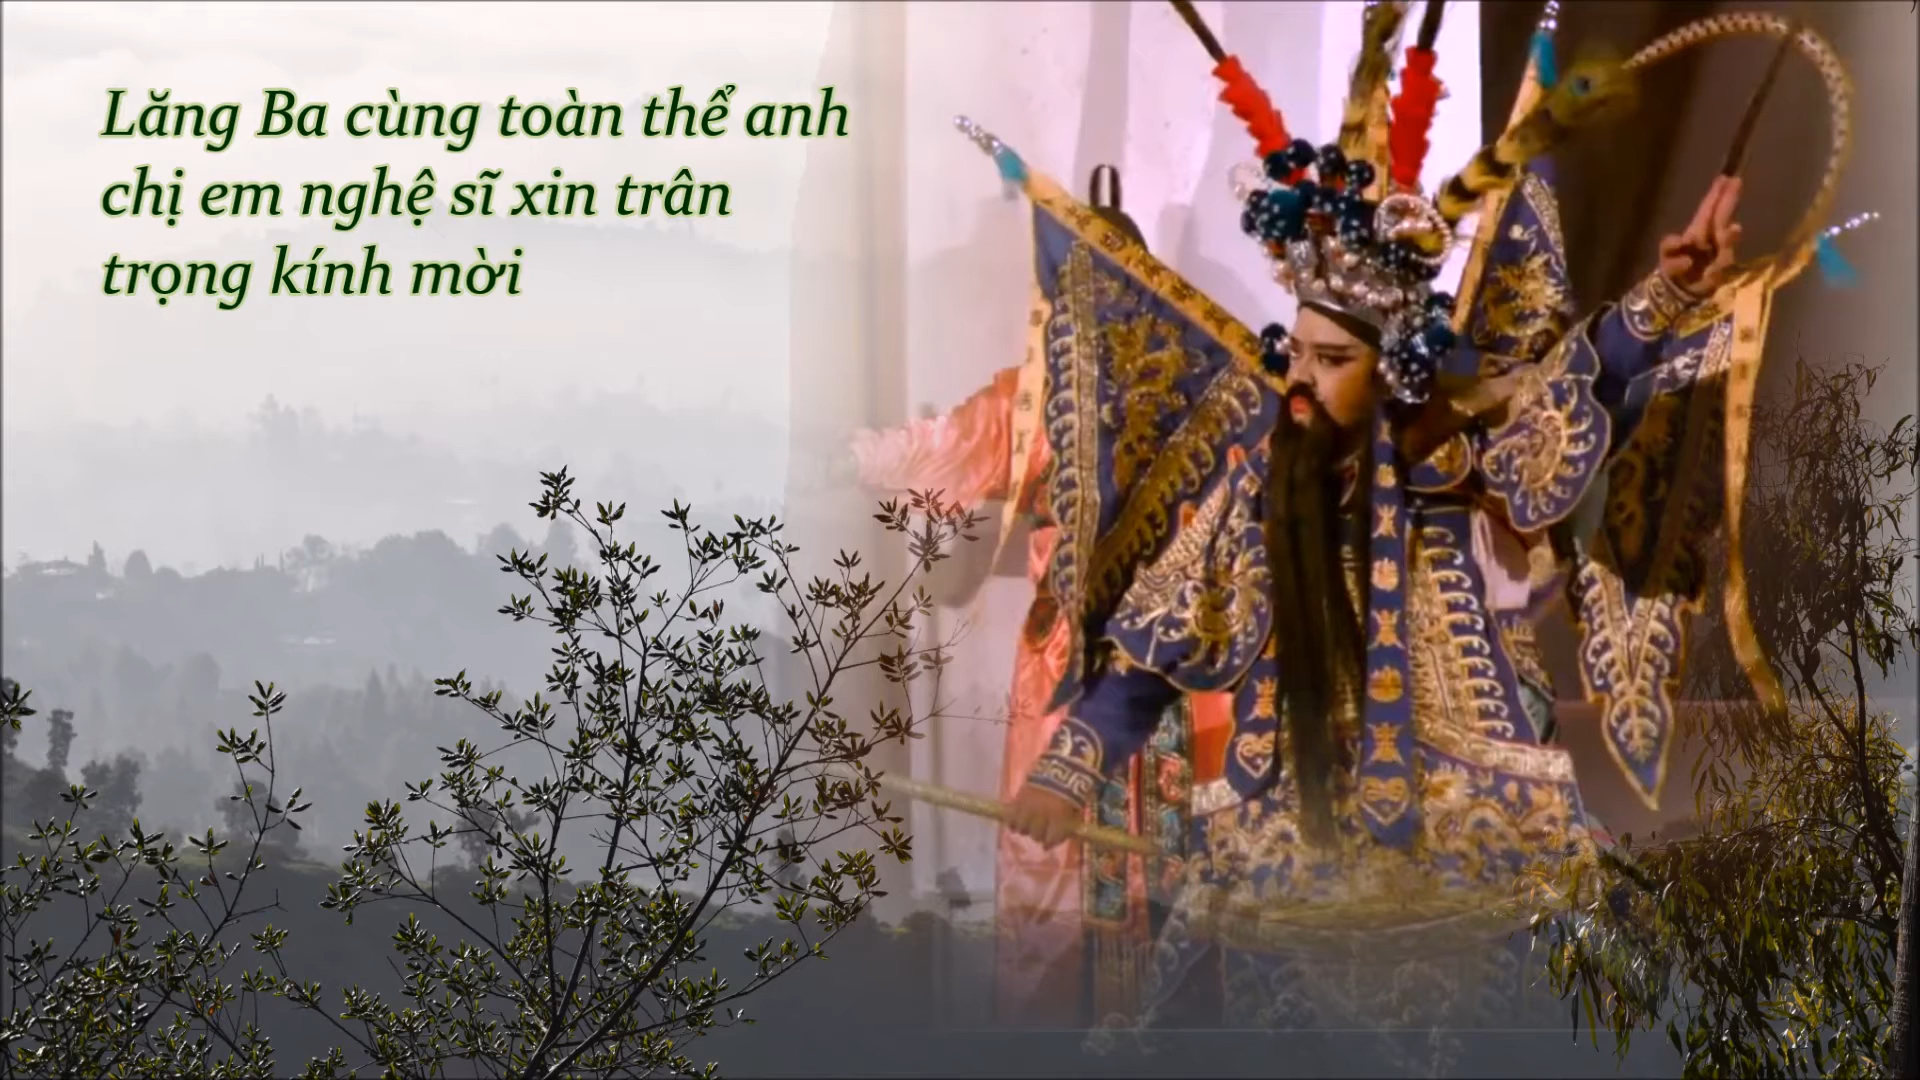 Lăng Ba cùng toàn thể anh
chị em nghệ sĩ xin trân
trọng kính mời